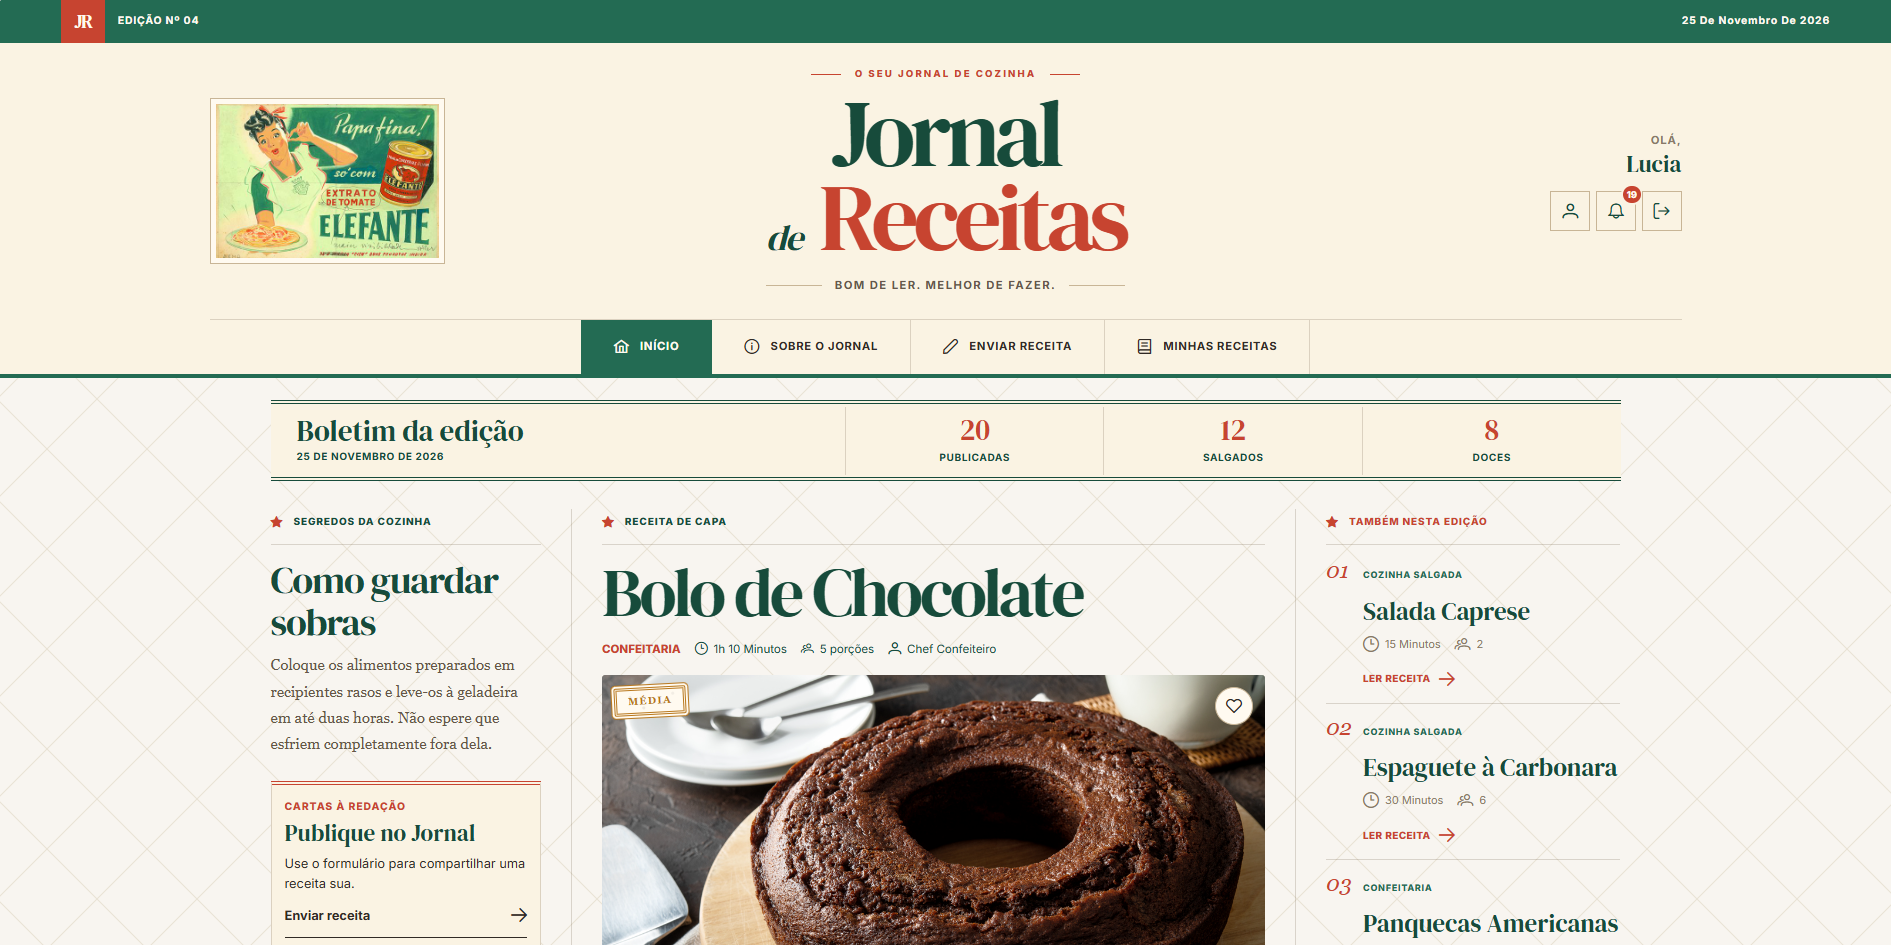 JR
EDIÇÃO Nº 04
25 De Novembro De 2026
O SEU JORNAL DE COZINHA
Papafina!
só com
EXTRATO
DE TOMATE
ELEFANTE
Jornal
de Receitas
BOM DE LER. MELHOR DE FAZER.
OLÁ,
Lucia
19
INÍCIO
SOBRE O JORNAL
ENVIAR RECEITA
MINHAS RECEITAS
Boletim da edição
25 DE NOVEMBRO DE 2026
20
PUBLICADAS
12
SALGADOS
8
DOCES
SEGREDOS DA COZINHA
Como guardar
sobras
Coloque os alimentos preparados em
recipientes rasos e leve-os à geladeira
em até duas horas. Não espere que
esfriem completamente fora dela.
CARTAS À REDAÇÃO
Publique no Jornal
Use o formulário para compartilhar uma
receita sua.
Enviar receita
RECEITA DE CAPA
Bolo de Chocolate
CONFEITARIA 1h 10 Minutos 5 porções Chef Confeiteiro
MÉDIA
TAMBÉM NESTA EDIÇÃO
01 COZINHA SALGADA
Salada Caprese
15 Minutos 2
LER RECEITA
02 COZINHA SALGADA
Espaguete à Carbonara
30 Minutos 6
LER RECEITA
03 CONFEITARIA
Panquecas Americanas